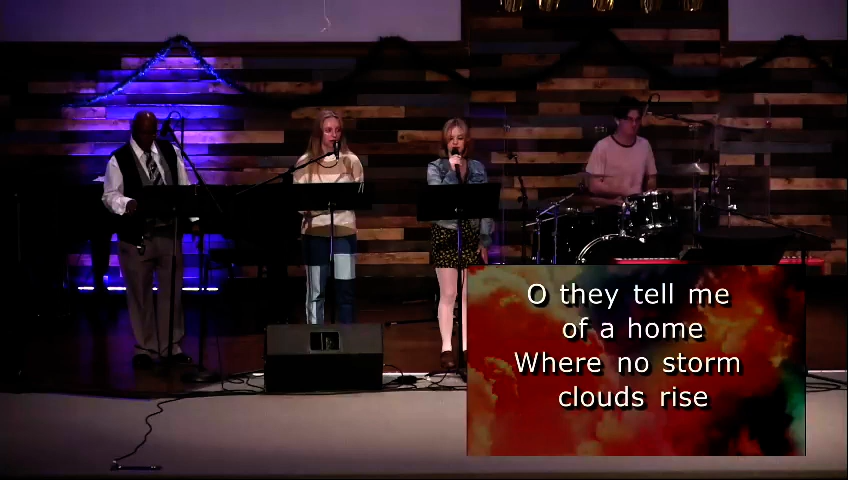 O they tell me
of a home
Where no storm
clouds rise